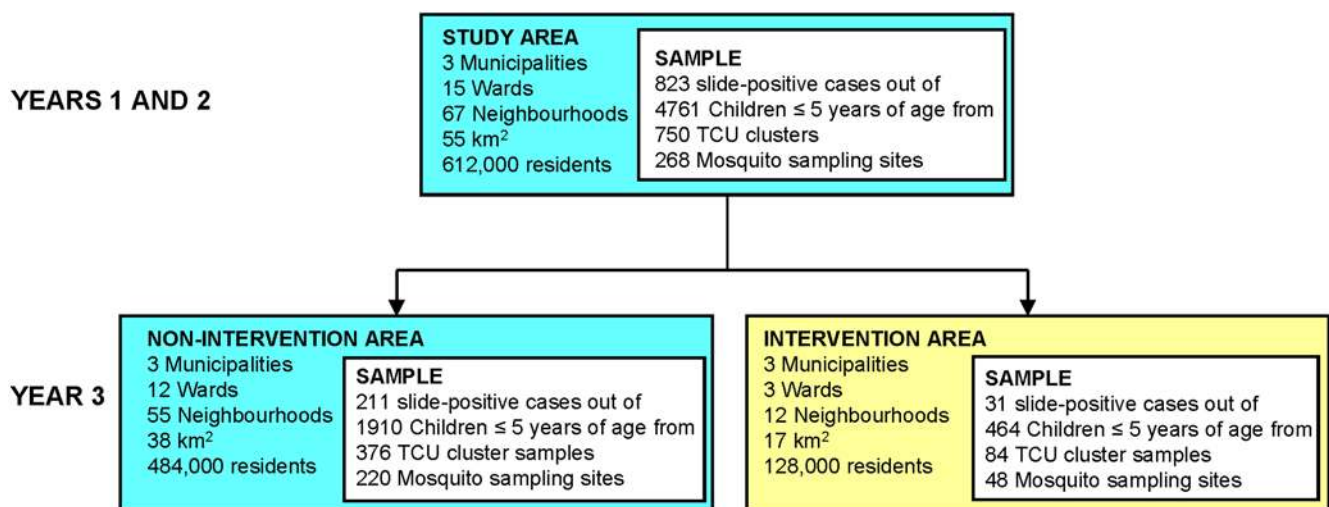 YEARS 1 AND 2
STUDY AREA
3 Municipalities
15 Wards
67 Neighbourhoods
55 km²
612,000 residents
SAMPLE
823 slide-positive cases out of
4761 Children ≤ 5 years of age from
750 TCU clusters
268 Mosquito sampling sites
YEAR 3
NON-INTERVENTION AREA
3 Municipalities
12 Wards
55 Neighbourhoods
38 km²
484,000 residents
SAMPLE
211 slide-positive cases out of
1910 Children ≤ 5 years of age from
376 TCU cluster samples
220 Mosquito sampling sites
INTERVENTION AREA
3 Municipalities
3 Wards
12 Neighbourhoods
17 km²
128,000 residents
SAMPLE
31 slide-positive cases out of
464 Children ≤ 5 years of age from
84 TCU cluster samples
48 Mosquito sampling sites